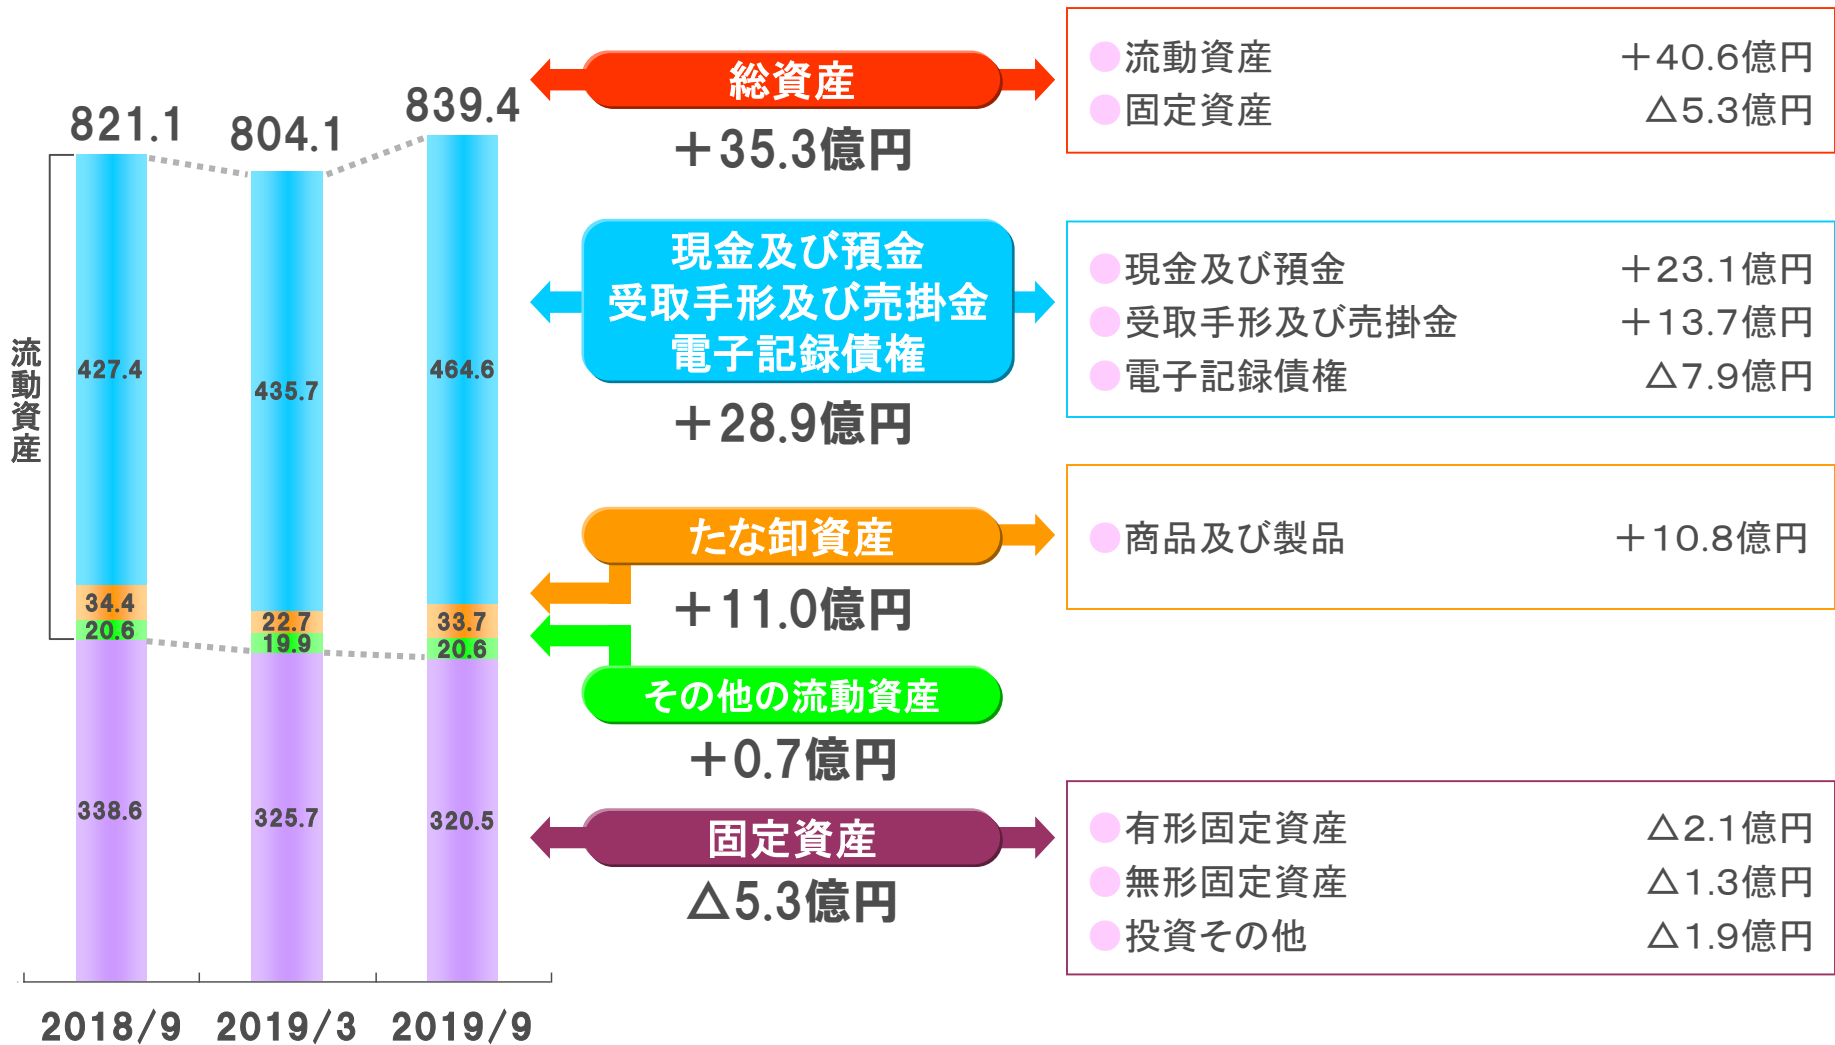 821.1
804.1
839.4
流動資産
427.4
435.7
464.6
34.4
22.7
33.7
20.6
19.9
20.6
338.6
325.7
320.5
2018/9
2019/3
2019/9
総資産
＋35.3億円
流動資産 ＋40.6億円
固定資産 △5.3億円
現金及び預金
受取手形及び売掛金
電子記録債権
＋28.9億円
現金及び預金 ＋23.1億円
受取手形及び売掛金 ＋13.7億円
電子記録債権 △7.9億円
たな卸資産
＋11.0億円
商品及び製品 ＋10.8億円
その他の流動資産
＋0.7億円
固定資産
△5.3億円
有形固定資産 △2.1億円
無形固定資産 △1.3億円
投資その他 △1.9億円